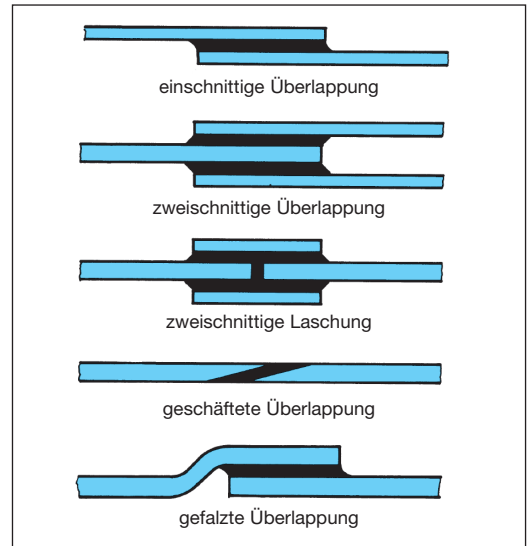 einschnittige Überlappung
zweischnittige Überlappung
zweischnittige Laschung
geschäftete Überlappung
gefalzte Überlappung